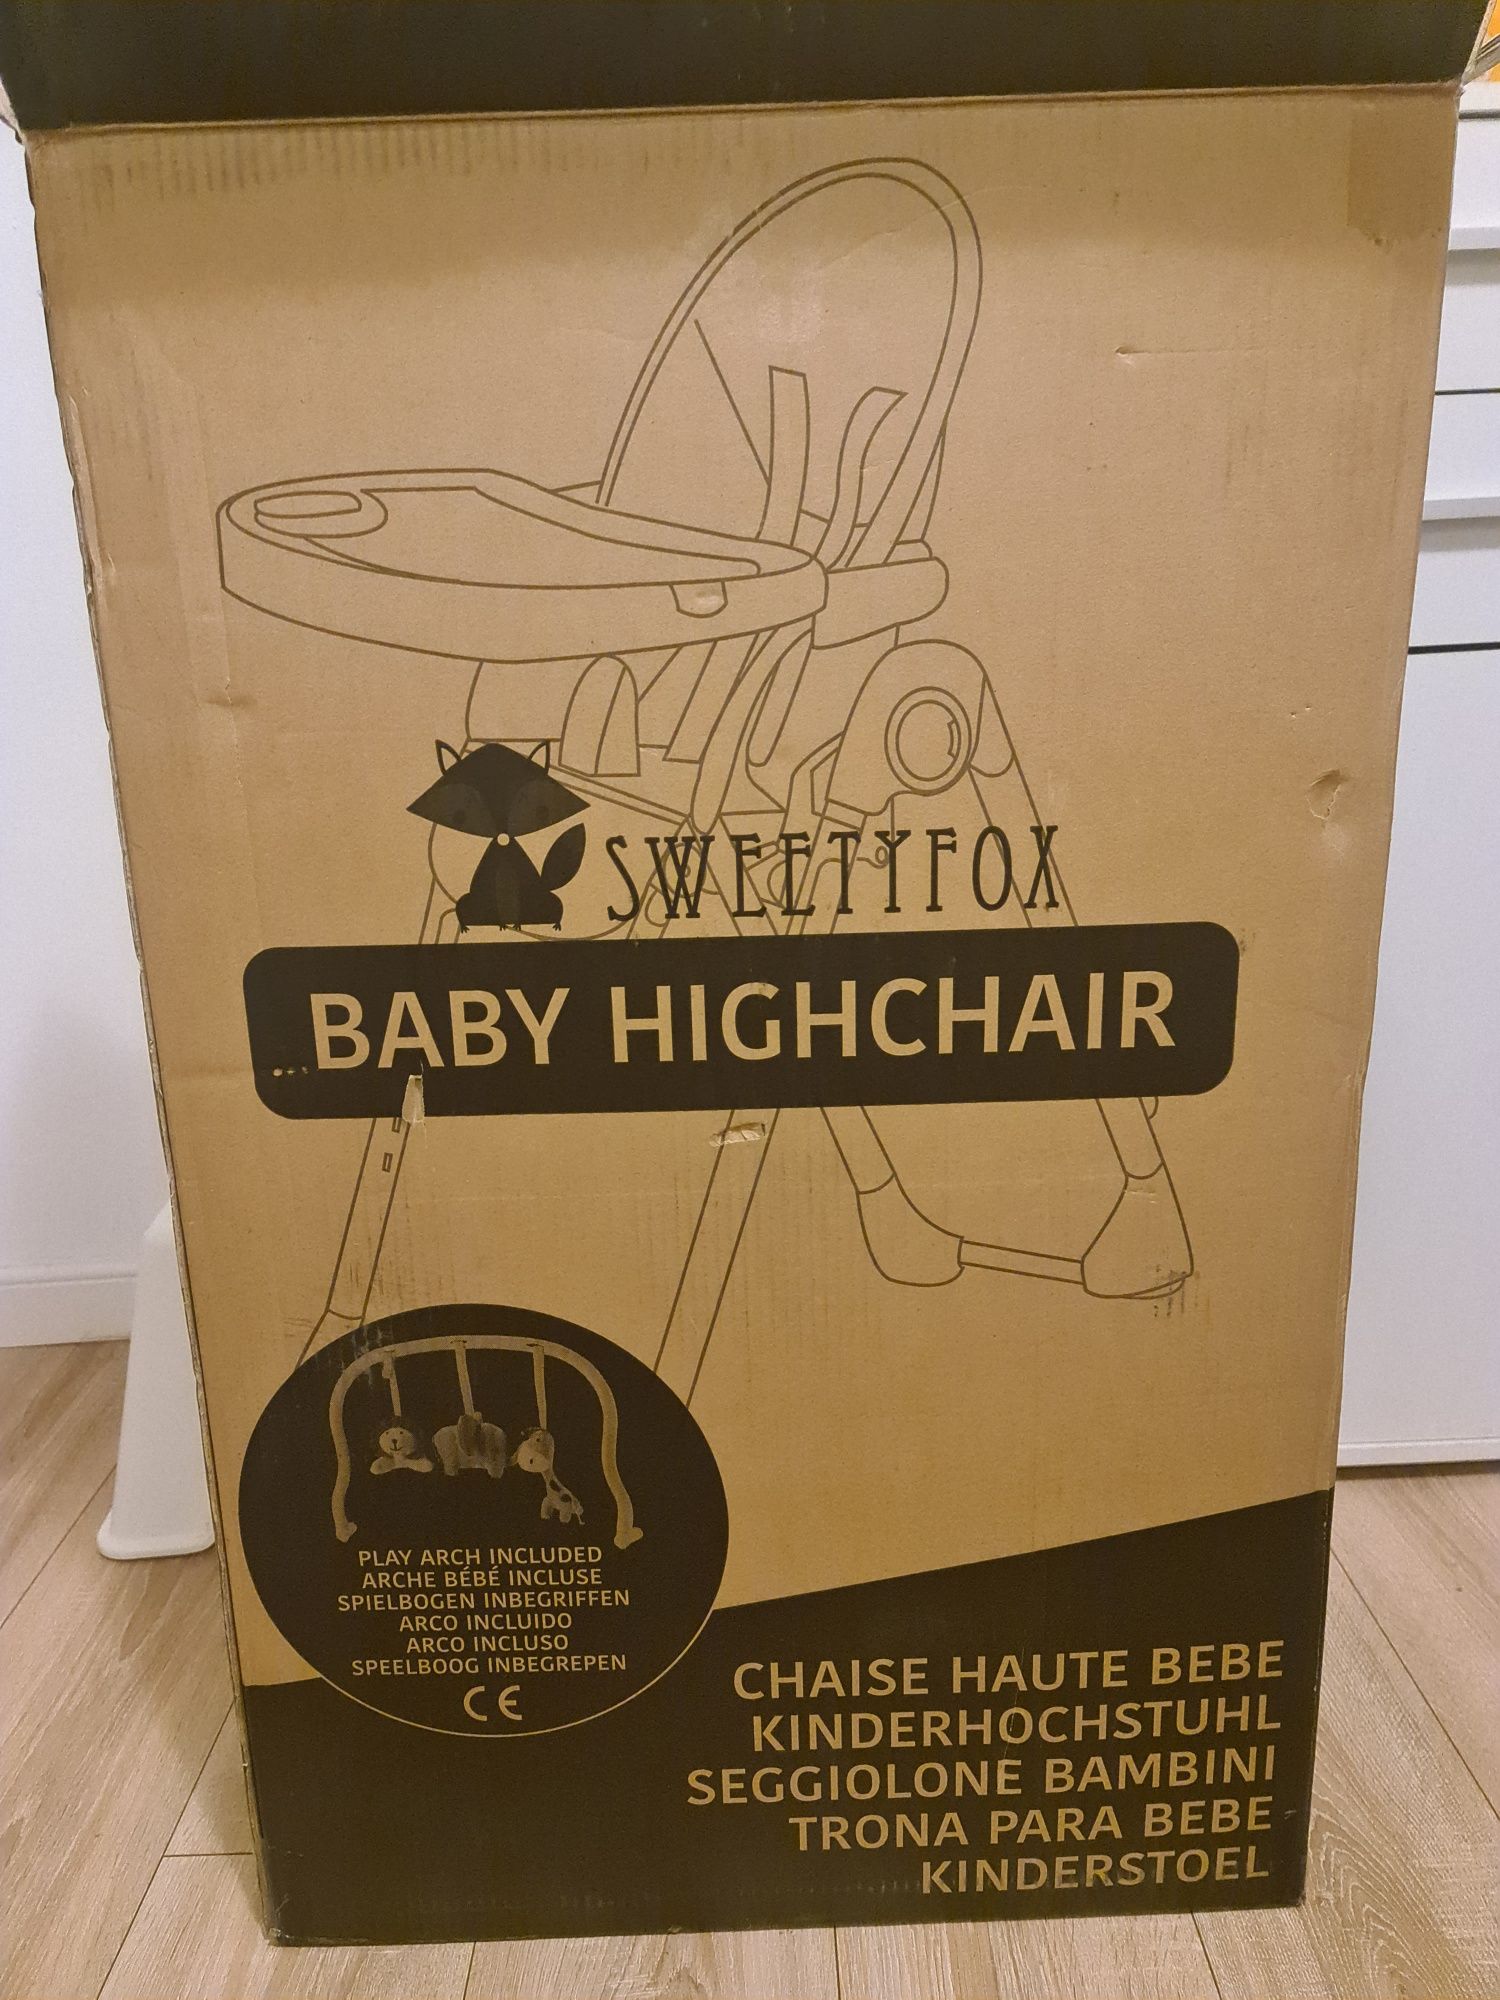 SWEETYFOX
BABY HIGHCHAIR
PLAY ARCH INCLUDED
ARCHE BÉBÉ INCLUSE
SPIELBOGEN INBEGRIFFEN
ARCO INCLUIDO
ARCO INCLUSO
SPEELBOOG INBEGREPEN
CE
CHAISE HAUTE BEBE
KINDERHOCHSTUHL
SEGGIOLONE BAMBINI
TRONA PARA BEBE
KINDERSTOEL